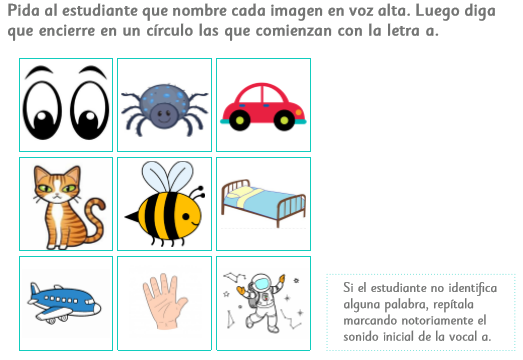 Pida al estudiante que nombre cada imagen en voz alta. Luego diga
que encierre en un círculo las que comienzan con la letra a.
Si el estudiante no identifica
alguna palabra, repítala
marcando notoriamente el
sonido inicial de la vocal a.